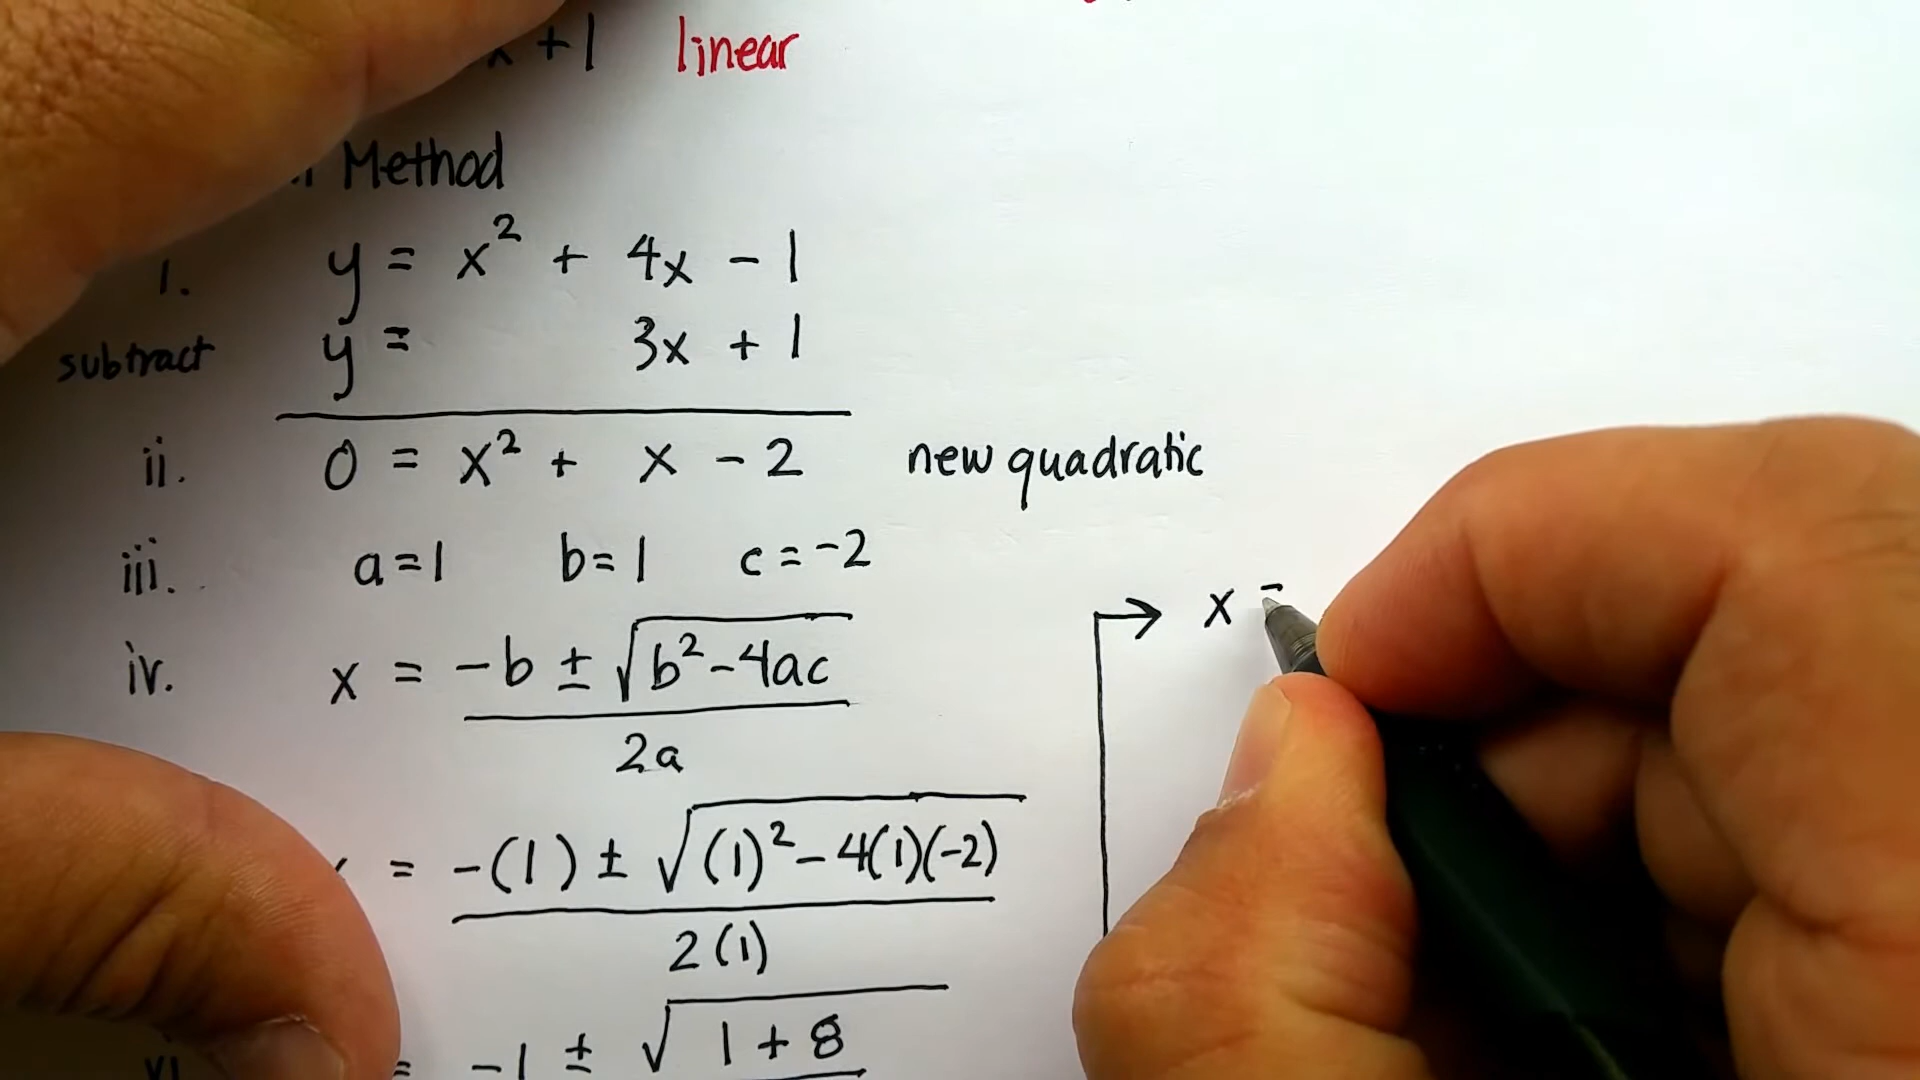 x + 1 linear
Method
i. y = x² + 4x - 1
subtract y = 3x + 1
ii. 0 = x² + x - 2 new quadratic
iii. a=1 b=1 c=-2
iv. x = -b ± √b²-4ac
2a
= -(1) ± √(1)²-4(1)(-2)
2(1)
vi = -1 ± √1+8
x =